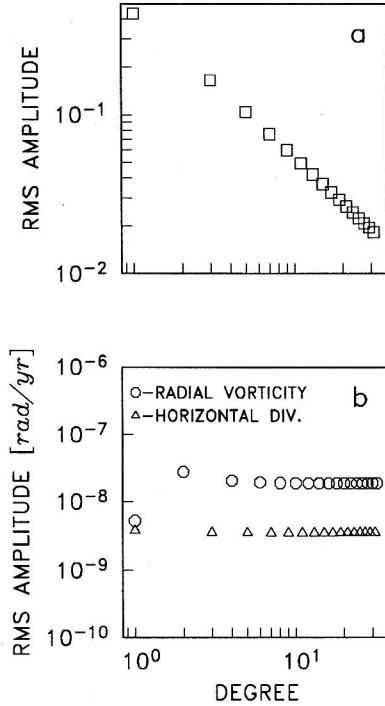 a
RMS AMPLITUDE
10⁻¹
10⁻²
b
RMS AMPLITUDE [rad/yr]
10⁻⁶
○–RADIAL VORTICITY
△–HORIZONTAL DIV.
10⁻⁷
10⁻⁸
10⁻⁹
10⁻¹⁰
10⁰ 10¹
DEGREE